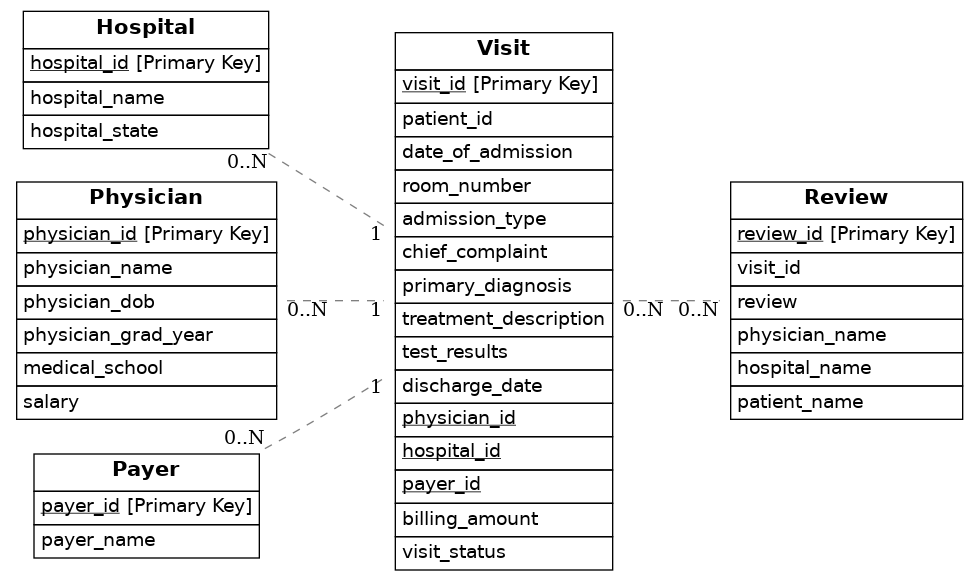 Hospital
hospital_id [Primary Key]
hospital_name
hospital_state
0..N
1
Physician
physician_id [Primary Key]
physician_name
physician_dob
physician_grad_year
medical_school
salary
0..N
1
Payer
payer_id [Primary Key]
payer_name
0..N
1
Visit
visit_id [Primary Key]
patient_id
date_of_admission
room_number
admission_type
chief_complaint
primary_diagnosis
treatment_description
test_results
discharge_date
physician_id
hospital_id
payer_id
billing_amount
visit_status
0..N
0..N
Review
review_id [Primary Key]
visit_id
review
physician_name
hospital_name
patient_name